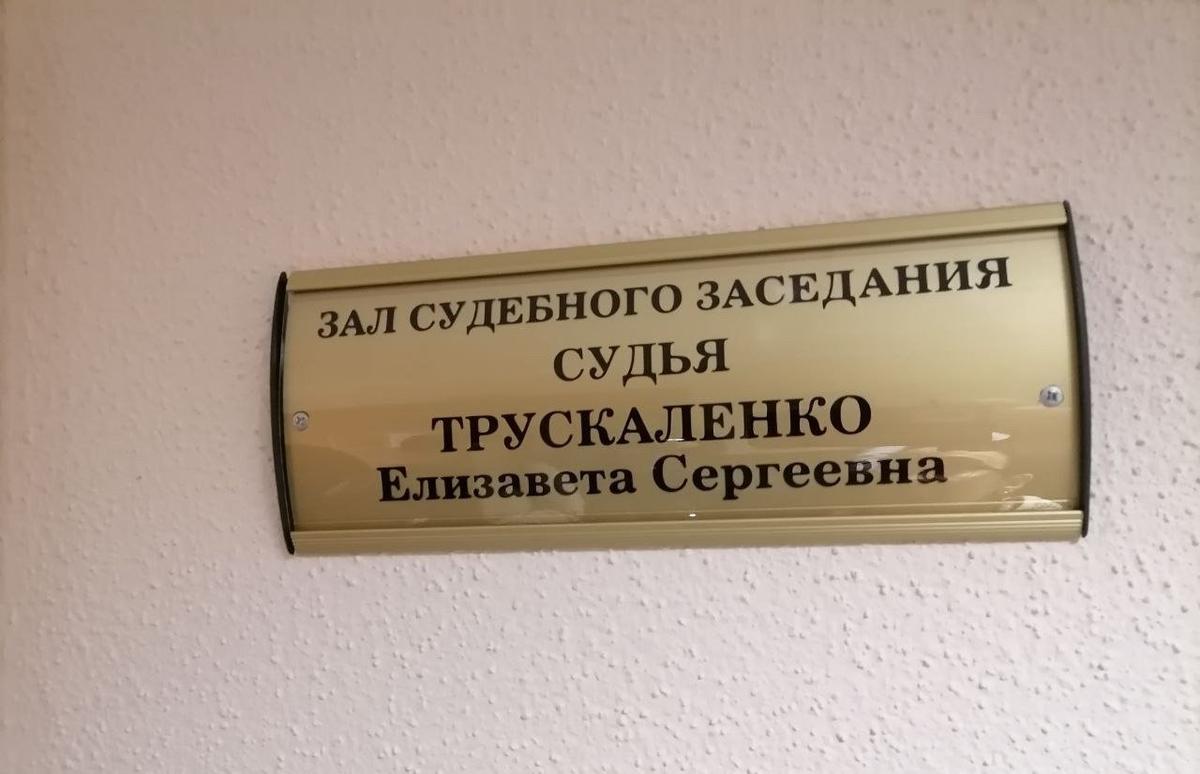 ЗАЛ СУДЕБНОГО ЗАСЕДАНИЯ
СУДЬЯ
ТРУСКАЛЕНКО
Елизавета Сергеевна